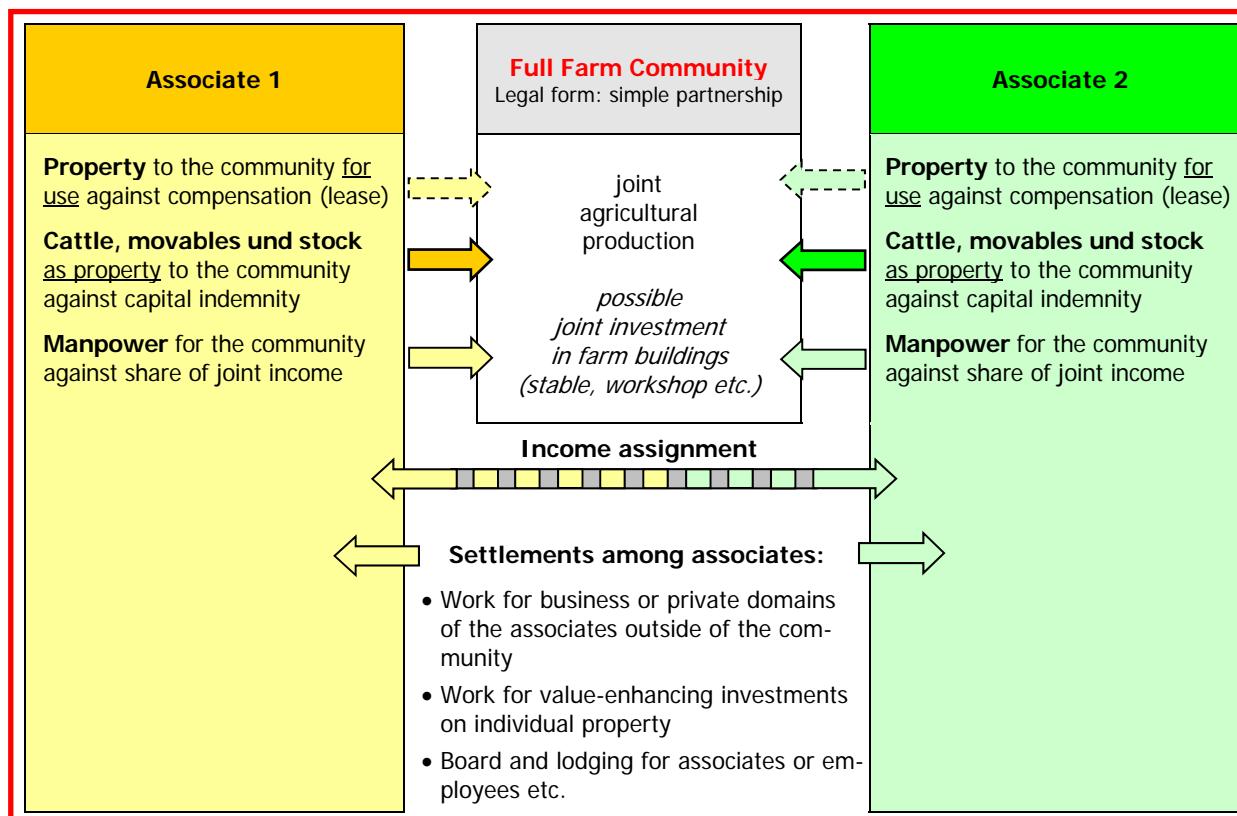 Associate 1
Property to the community for
use against compensation (lease)
Cattle, movables und stock
as property to the community
against capital indemnity
Manpower for the community
against share of joint income
Full Farm Community
Legal form: simple partnership
joint
agricultural
production
possible
joint investment
in farm buildings
(stable, workshop etc.)
Associate 2
Property to the community for
use against compensation (lease)
Cattle, movables und stock
as property to the community
against capital indemnity
Manpower for the community
against share of joint income
Income assignment
Settlements among associates:
• Work for business or private domains
of the associates outside of the com-
munity
• Work for value-enhancing investments
on individual property
• Board and lodging for associates or em-
ployees etc.